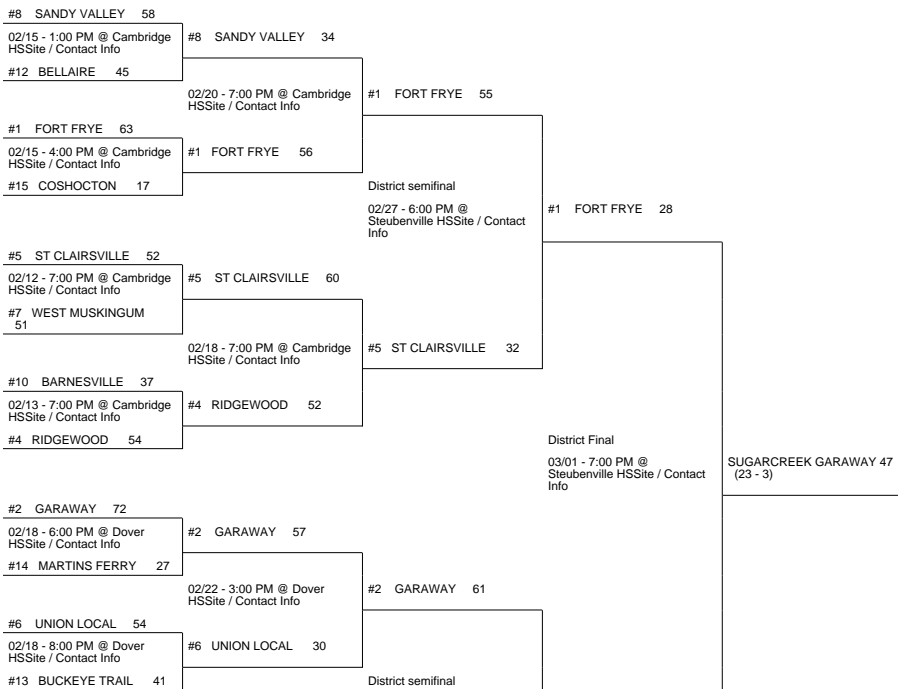 #8 SANDY VALLEY 58
02/15 - 1:00 PM @ Cambridge
HSSite / Contact Info
#8 SANDY VALLEY 34
#12 BELLAIRE 45
02/20 - 7:00 PM @ Cambridge
HSSite / Contact Info
#1 FORT FRYE 55
#1 FORT FRYE 63
02/15 - 4:00 PM @ Cambridge
HSSite / Contact Info
#1 FORT FRYE 56
#15 COSHOCTON 17
District semifinal
02/27 - 6:00 PM @
Steubenville HSSite / Contact
Info
#1 FORT FRYE 28
#5 ST CLAIRSVILLE 52
02/12 - 7:00 PM @ Cambridge
HSSite / Contact Info
#5 ST CLAIRSVILLE 60
#7 WEST MUSKINGUM
51
02/18 - 7:00 PM @ Cambridge
HSSite / Contact Info
#5 ST CLAIRSVILLE 32
#10 BARNESVILLE 37
02/13 - 7:00 PM @ Cambridge
HSSite / Contact Info
#4 RIDGEWOOD 52
#4 RIDGEWOOD 54
District Final
03/01 - 7:00 PM @
Steubenville HSSite / Contact
Info
SUGARCREEK GARAWAY 47
(23 - 3)
#2 GARAWAY 72
02/18 - 6:00 PM @ Dover
HSSite / Contact Info
#2 GARAWAY 57
#14 MARTINS FERRY 27
02/22 - 3:00 PM @ Dover
HSSite / Contact Info
#2 GARAWAY 61
#6 UNION LOCAL 54
02/18 - 8:00 PM @ Dover
HSSite / Contact Info
#6 UNION LOCAL 30
#13 BUCKEYE TRAIL 41
District semifinal